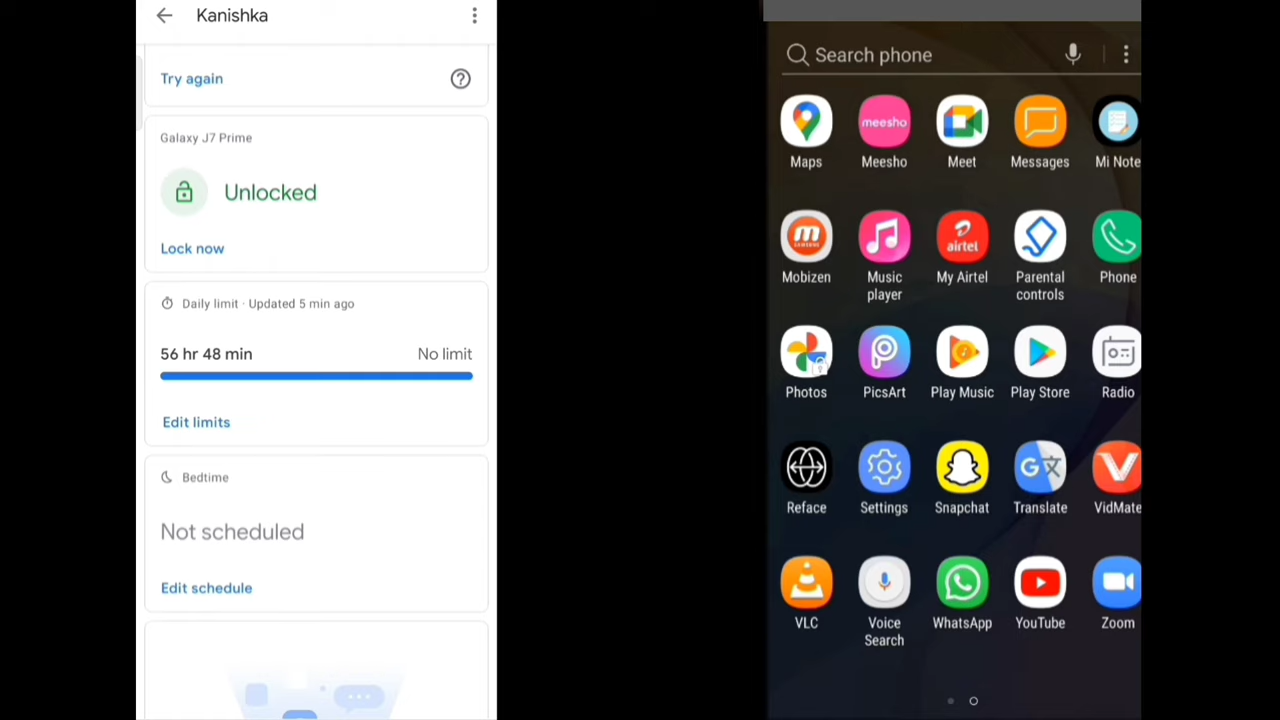 Kanishka
Try again
Galaxy J7 Prime
Unlocked
Lock now
Daily limit · Updated 5 min ago
56 hr 48 min No limit
Edit limits
Bedtime
Not scheduled
Edit schedule
Search phone
meesho
Maps Meesho Meet Messages Mi Note
SAMSUNG
airtel
Mobizen Music player My Airtel Parental controls Phone
Photos PicsArt Play Music Play Store Radio
Reface Settings Snapchat Translate VidMate
VLC Voice Search WhatsApp YouTube Zoom